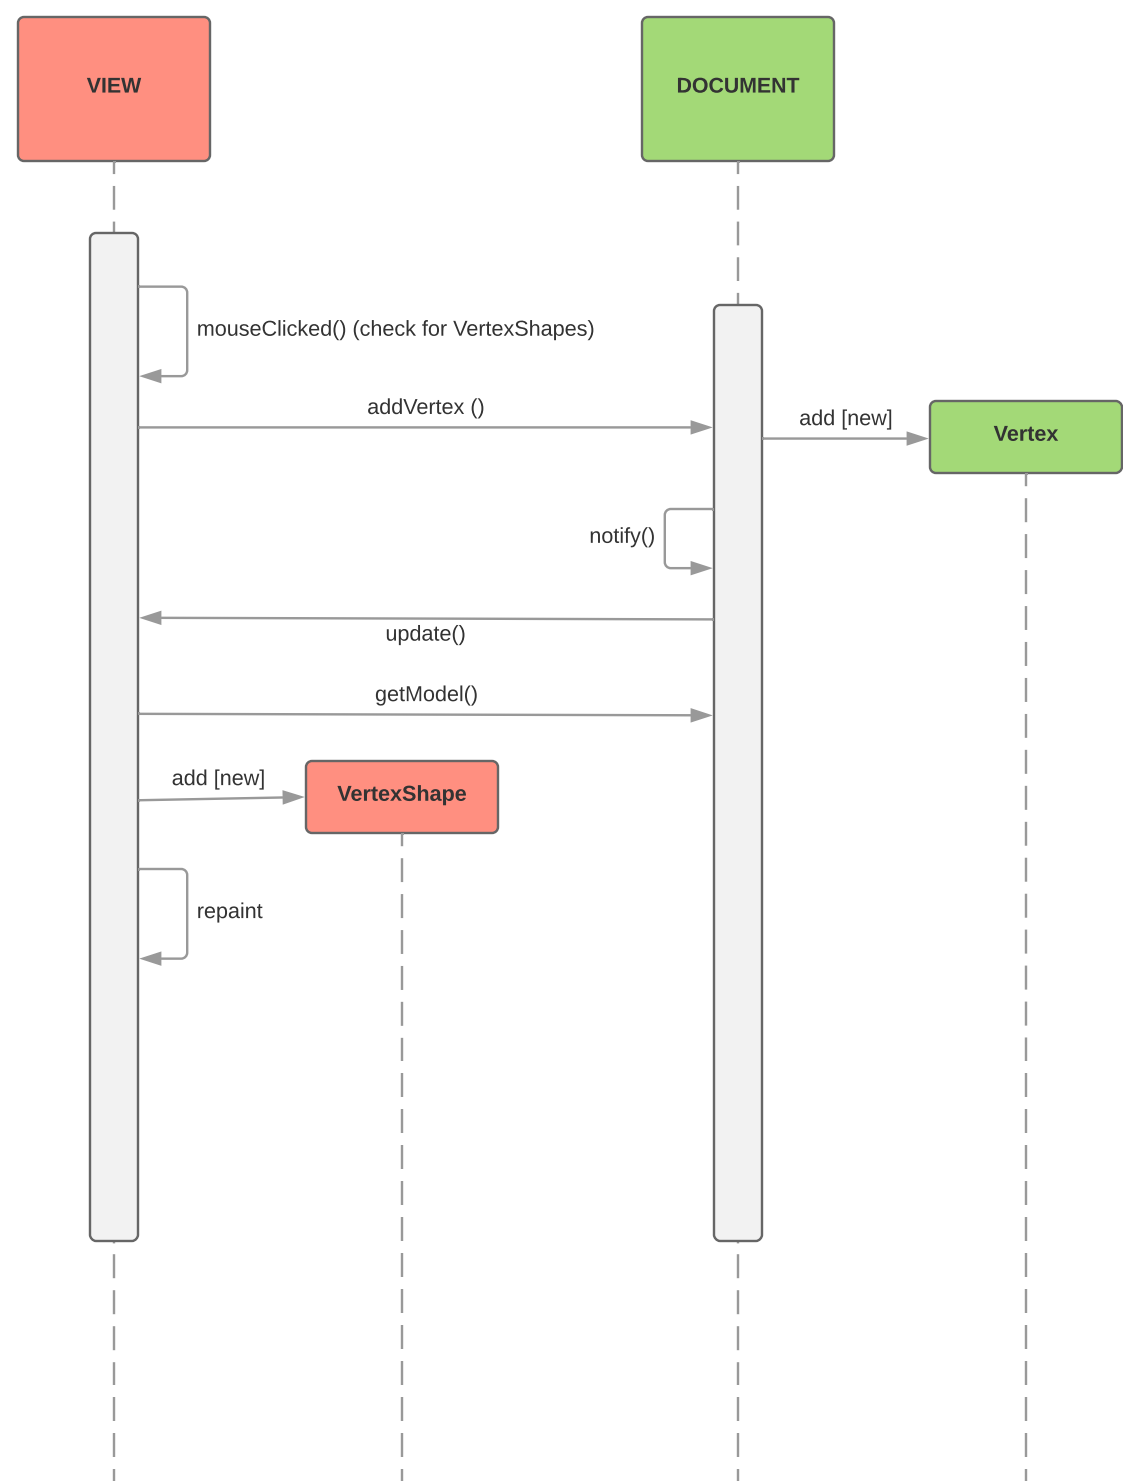 VIEW
DOCUMENT
mouseClicked() (check for VertexShapes)
addVertex ()
add [new]
Vertex
notify()
update()
getModel()
add [new]
VertexShape
repaint